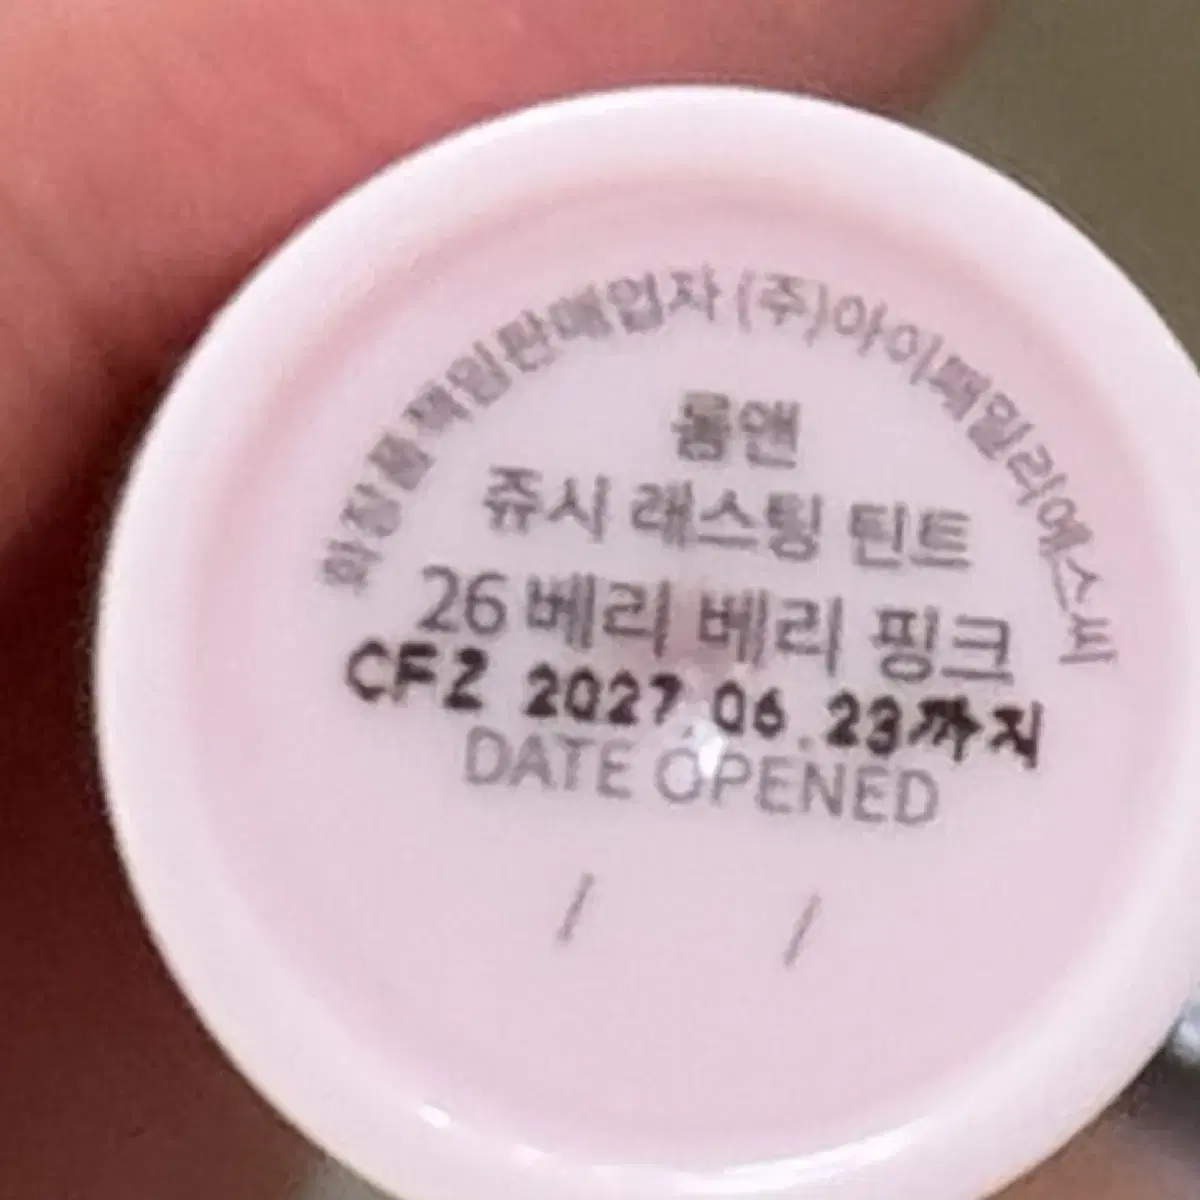 화장품책임판매업자 (주)아이패밀리에스씨
롬앤
쥬시 래스팅 틴트
26 베리 베리 핑크
CFZ 2027.06.23까지
DATE OPENED
/ /